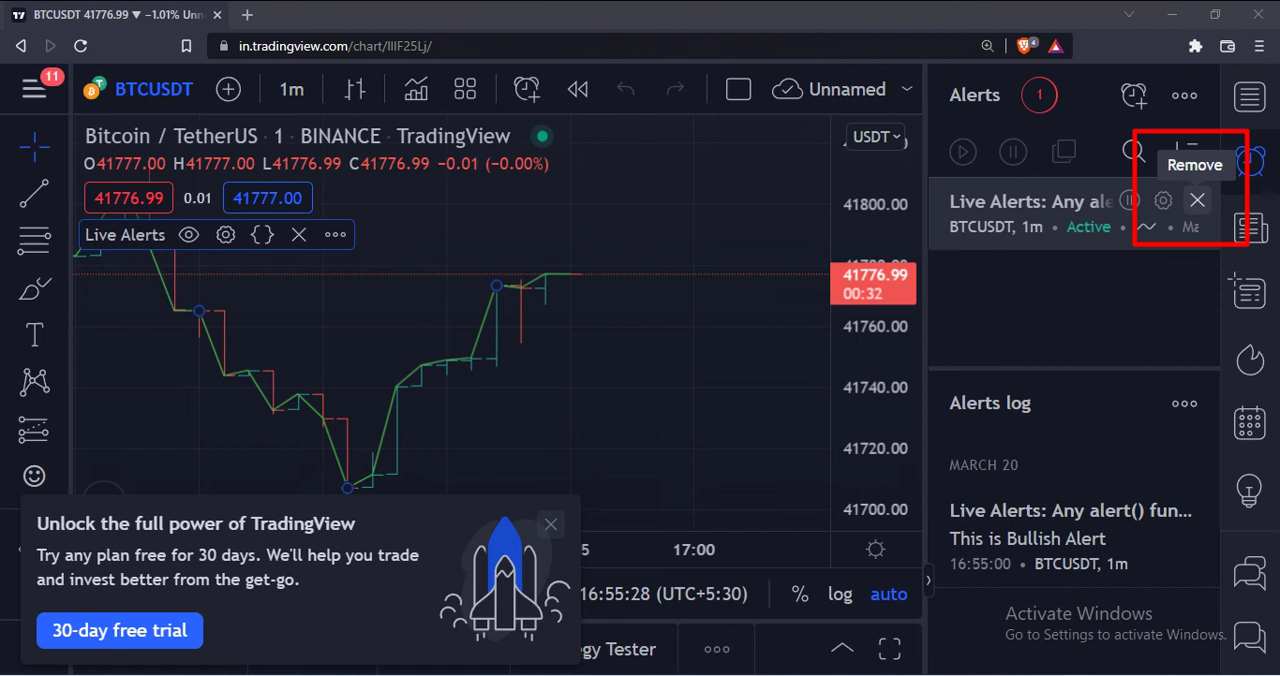 BTCUSDT 41776.99 ▼ −1.01% Unn
in.tradingview.com/chart/IIIF25Lj/
4
11
BTCUSDT
1m
Unnamed
Bitcoin / TetherUS · 1 · BINANCE · TradingView
O41777.00 H41777.00 L41776.99 C41776.99 −0.01 (−0.00%)
41776.99
0.01
41777.00
Live Alerts
USDT
41800.00
41776.99
00:32
41760.00
41740.00
41720.00
41700.00
5
17:00
16:55:28 (UTC+5:30)
%
log
auto
gy Tester
Unlock the full power of TradingView
Try any plan free for 30 days. We'll help you trade
and invest better from the get-go.
30-day free trial
Alerts
1
Remove
Live Alerts: Any ale
BTCUSDT, 1m • Active • • Ma
Alerts log
MARCH 20
Live Alerts: Any alert() fun...
This is Bullish Alert
16:55:00 • BTCUSDT, 1m
Activate Windows
Go to Settings to activate Windows.